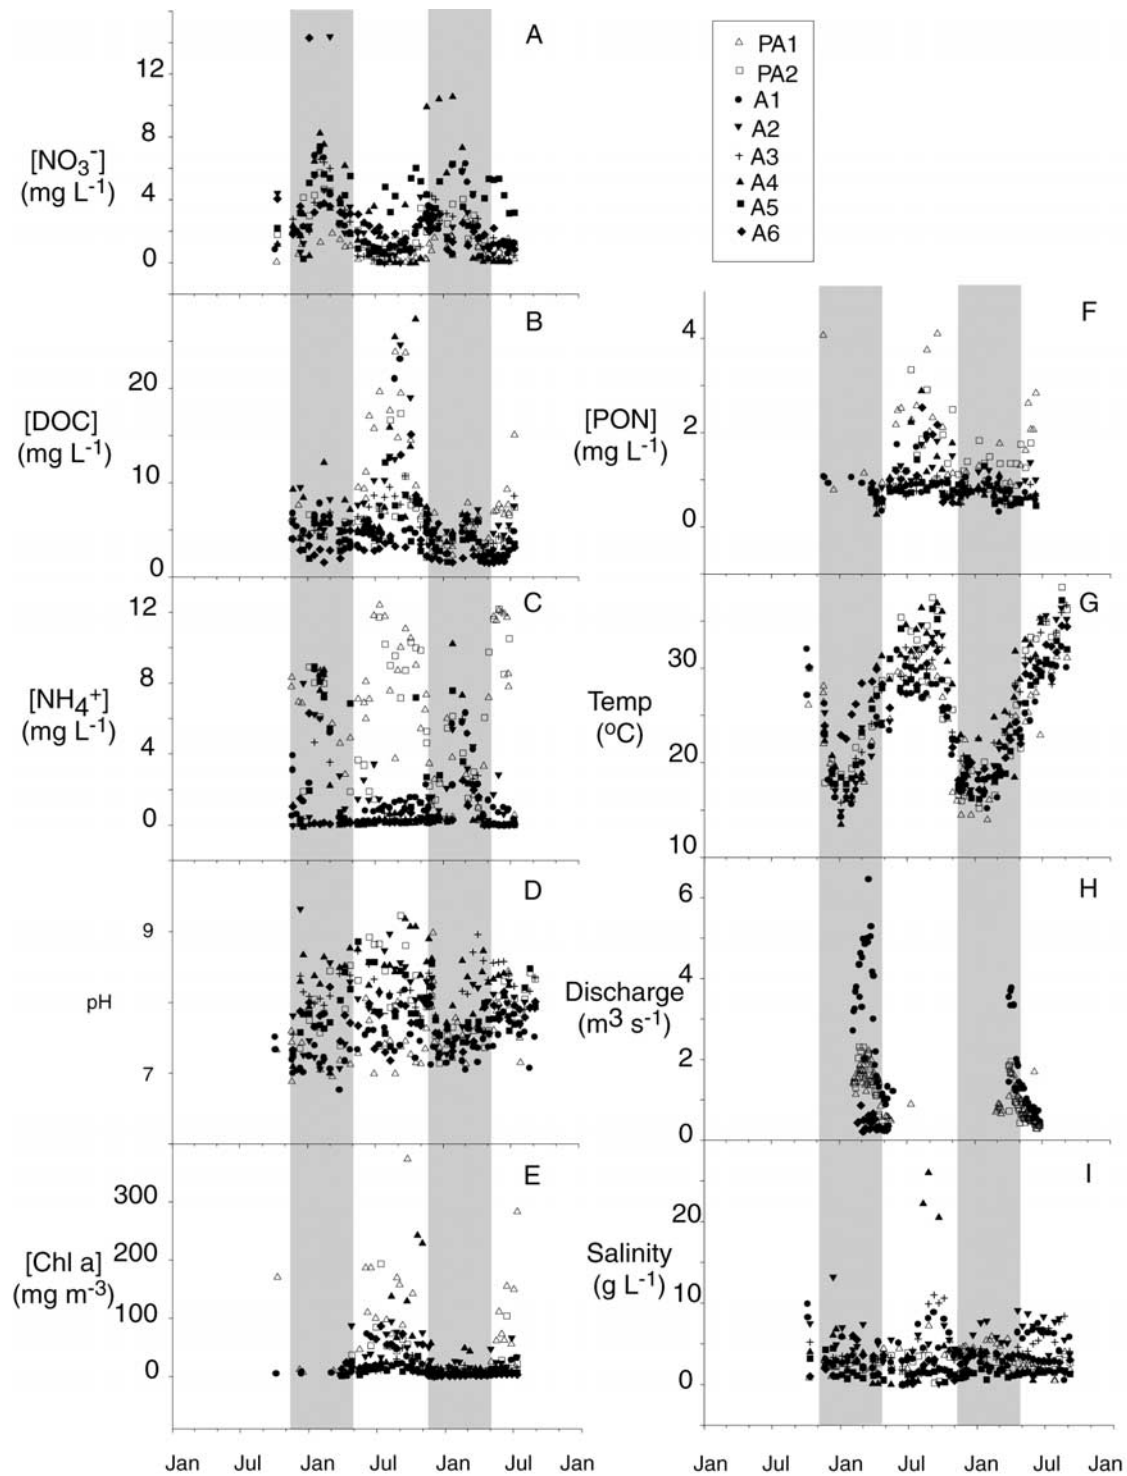 A
12
8
4
0
[NO3-]
(mg L-1)
PA1
PA2
A1
A2
A3
A4
A5
A6
B
20
10
0
[DOC]
(mg L-1)
C
12
8
4
0
[NH4+]
(mg L-1)
D
9
7
pH
E
300
200
100
0
[Chl a]
(mg m-3)
Jan Jul Jan Jul Jan Jul Jan
F
4
2
0
[PON]
(mg L-1)
G
30
20
10
Temp
(oC)
H
6
4
2
0
Discharge
(m3 s-1)
I
20
10
0
Salinity
(g L-1)
Jan Jul Jan Jul Jan Jul Jan